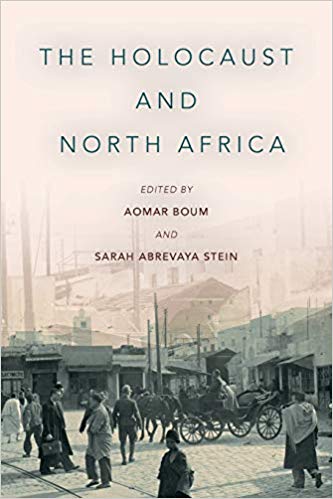 THE HOLOCAUST
AND
NORTH AFRICA
EDITED BY
AOMAR BOUM
AND
SARAH ABREVAYA STEIN